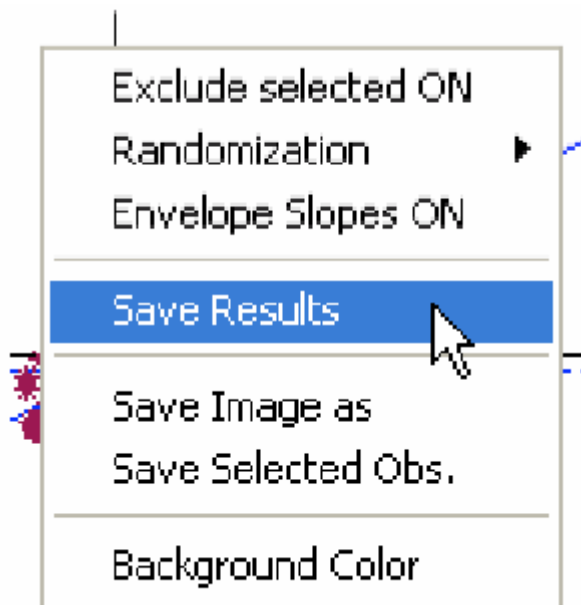 Exclude selected ON
Randomization
Envelope Slopes ON
Save Results
Save Image as
Save Selected Obs.
Background Color